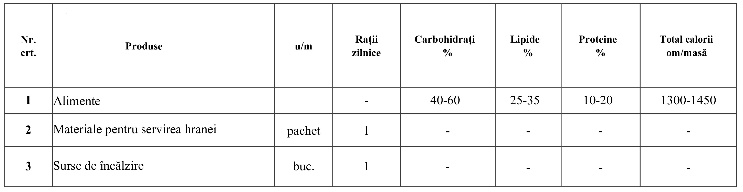 Nr. crt. Produse u/m Rații zilnice Carbohidrați % Lipide % Proteine % Total calorii om/masă
1 Alimente - 40-60 25-35 10-20 1300-1450
2 Materiale pentru servirea hranei pachet 1 - - - -
3 Surse de încălzire buc. 1 - - - -